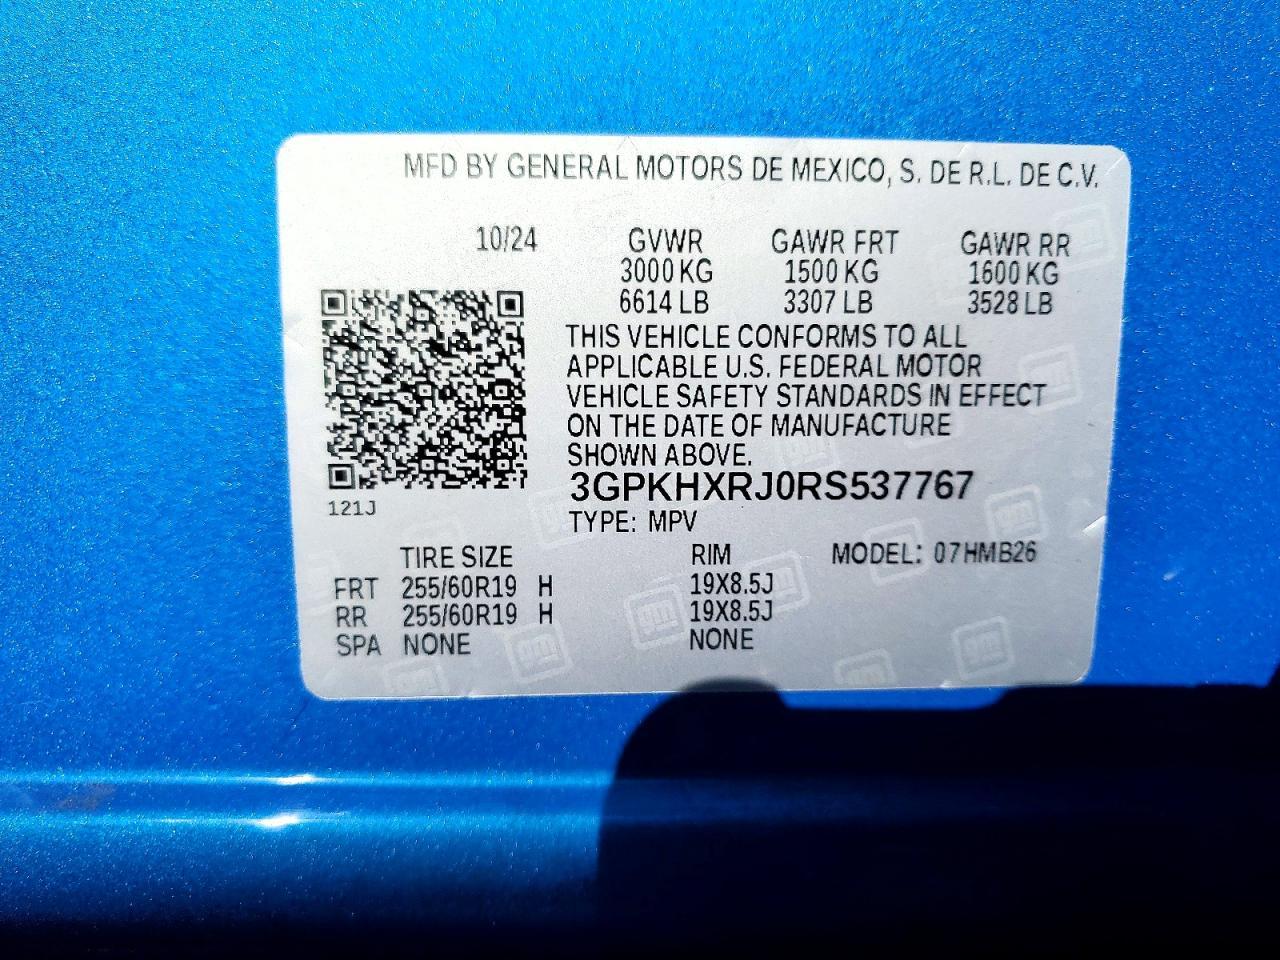 MFD BY GENERAL MOTORS DE MEXICO, S. DE R.L. DE C.V.
10/24 GVWR GAWR FRT GAWR RR
3000 KG 1500 KG 1600 KG
6614 LB 3307 LB 3528 LB
THIS VEHICLE CONFORMS TO ALL
APPLICABLE U.S. FEDERAL MOTOR
VEHICLE SAFETY STANDARDS IN EFFECT
ON THE DATE OF MANUFACTURE
SHOWN ABOVE.
3GPKHXRJ0RS537767
121J
TYPE: MPV
TIRE SIZE RIM MODEL: 07HMB26
FRT 255/60R19 H 19X8.5J
RR 255/60R19 H 19X8.5J
SPA NONE NONE